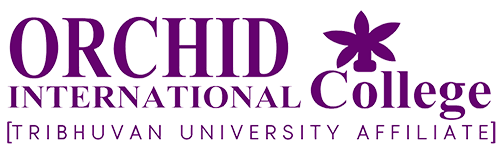 ORCHID
INTERNATIONAL College
[TRIBHUVAN UNIVERSITY AFFILIATE]